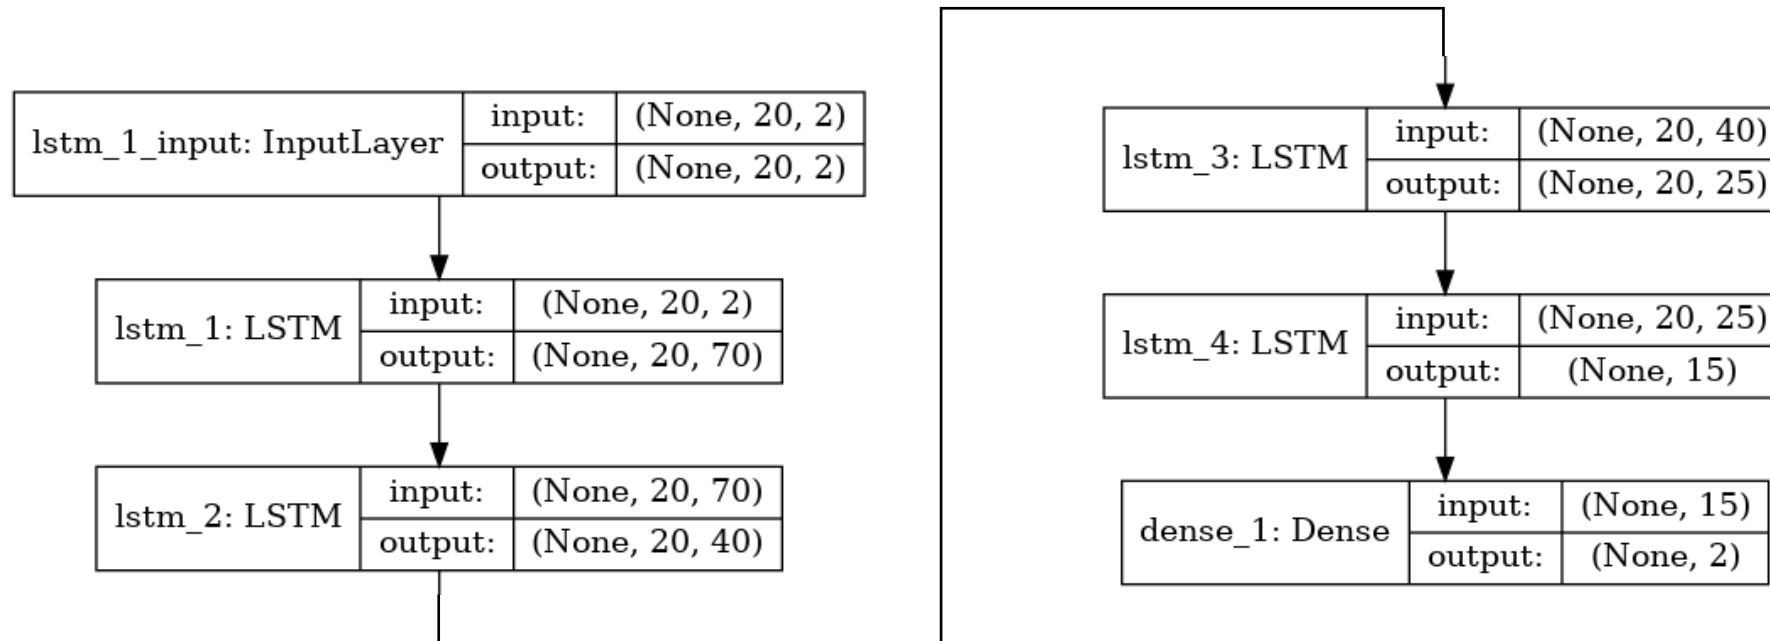 lstm_1_input: InputLayer
input:
(None, 20, 2)
output:
(None, 20, 2)
lstm_1: LSTM
input:
(None, 20, 2)
output:
(None, 20, 70)
lstm_2: LSTM
input:
(None, 20, 70)
output:
(None, 20, 40)
lstm_3: LSTM
input:
(None, 20, 40)
output:
(None, 20, 25)
lstm_4: LSTM
input:
(None, 20, 25)
output:
(None, 15)
dense_1: Dense
input:
(None, 15)
output:
(None, 2)